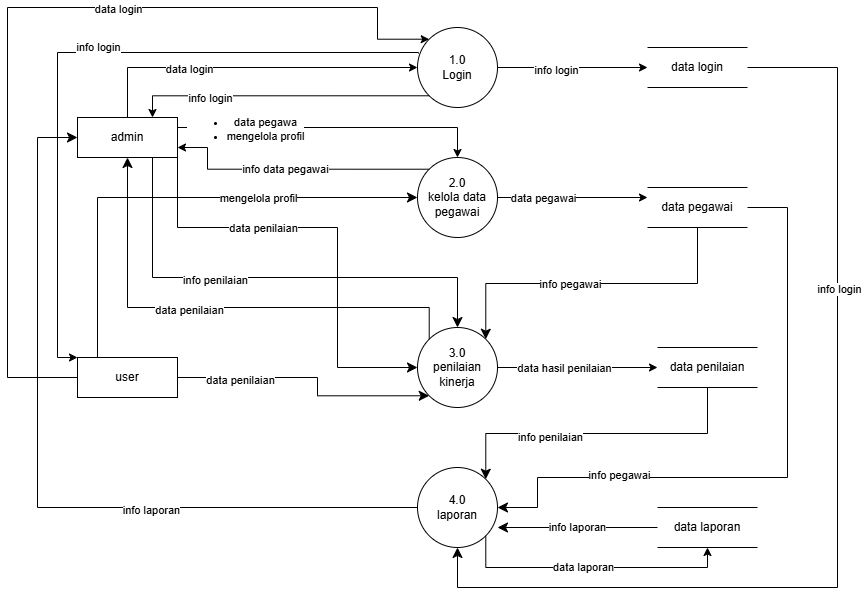 data login
info login
1.0
Login
data login
info login
data login
info login
admin
data pegawa
mengelola profil
info data pegawai
2.0
kelola data
pegawai
mengelola profil
data pegawai
data pegawai
data penilaian
info penilaian
info pegawai
info login
data penilaian
3.0
penilaian
kinerja
user
data penilaian
data hasil penilaian
data penilaian
info penilaian
info pegawai
4.0
laporan
info laporan
info laporan
data laporan
data laporan